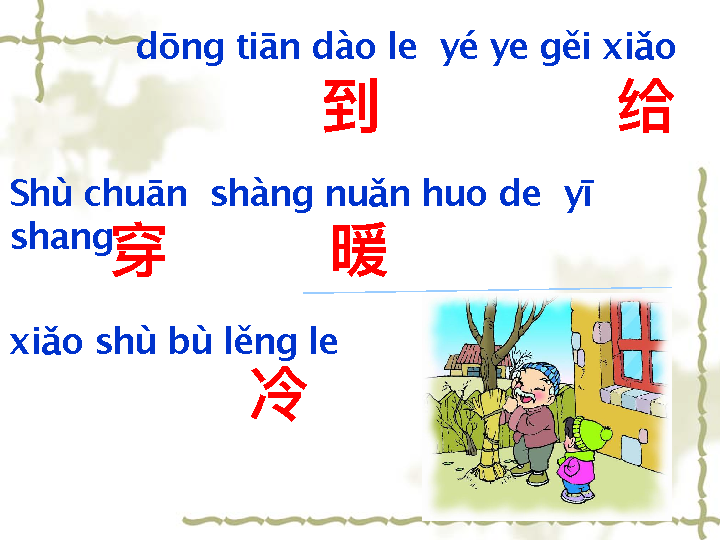 dōng tiān dào le yé ye gěi xiǎo
到 给
Shù chuān shàng nuǎn huo de yī
shang
穿 暖
xiǎo shù bù lěng le
冷